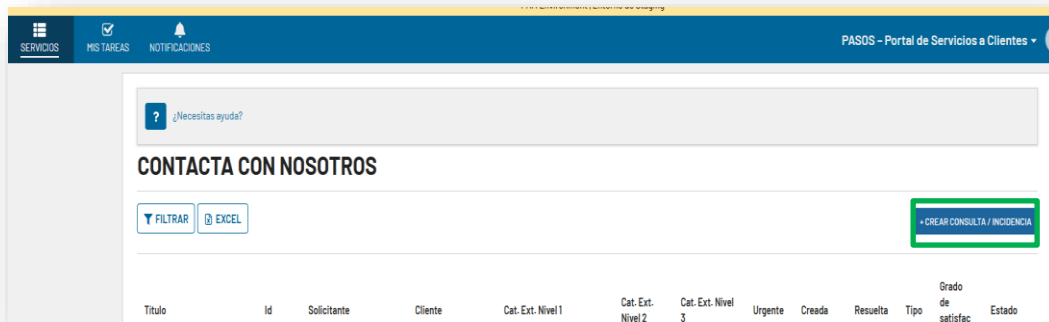 SERVICIOS
MIS TAREAS
NOTIFICACIONES
PASOS – Portal de Servicios a Clientes
? ¿Necesitas ayuda?
CONTACTA CON NOSOTROS
FILTRAR
EXCEL
+ CREAR CONSULTA / INCIDENCIA
Título
Id
Solicitante
Cliente
Cat. Ext. Nivel 1
Cat. Ext.
Nivel 2
Cat. Ext. Nivel
3
Urgente
Creada
Resuelta
Tipo
Grado
de
satisfac
Estado